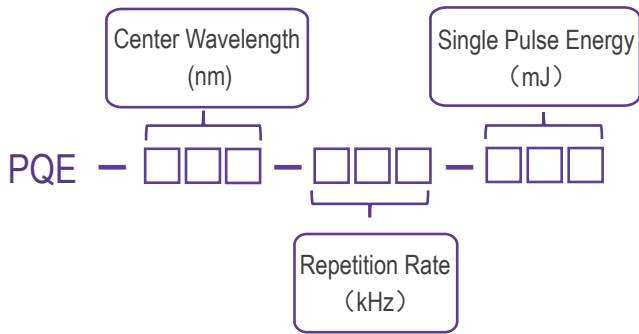 Center Wavelength
(nm)
Single Pulse Energy
（mJ）
PQE — □□□ — □□□ — □□□
Repetition Rate
（kHz）